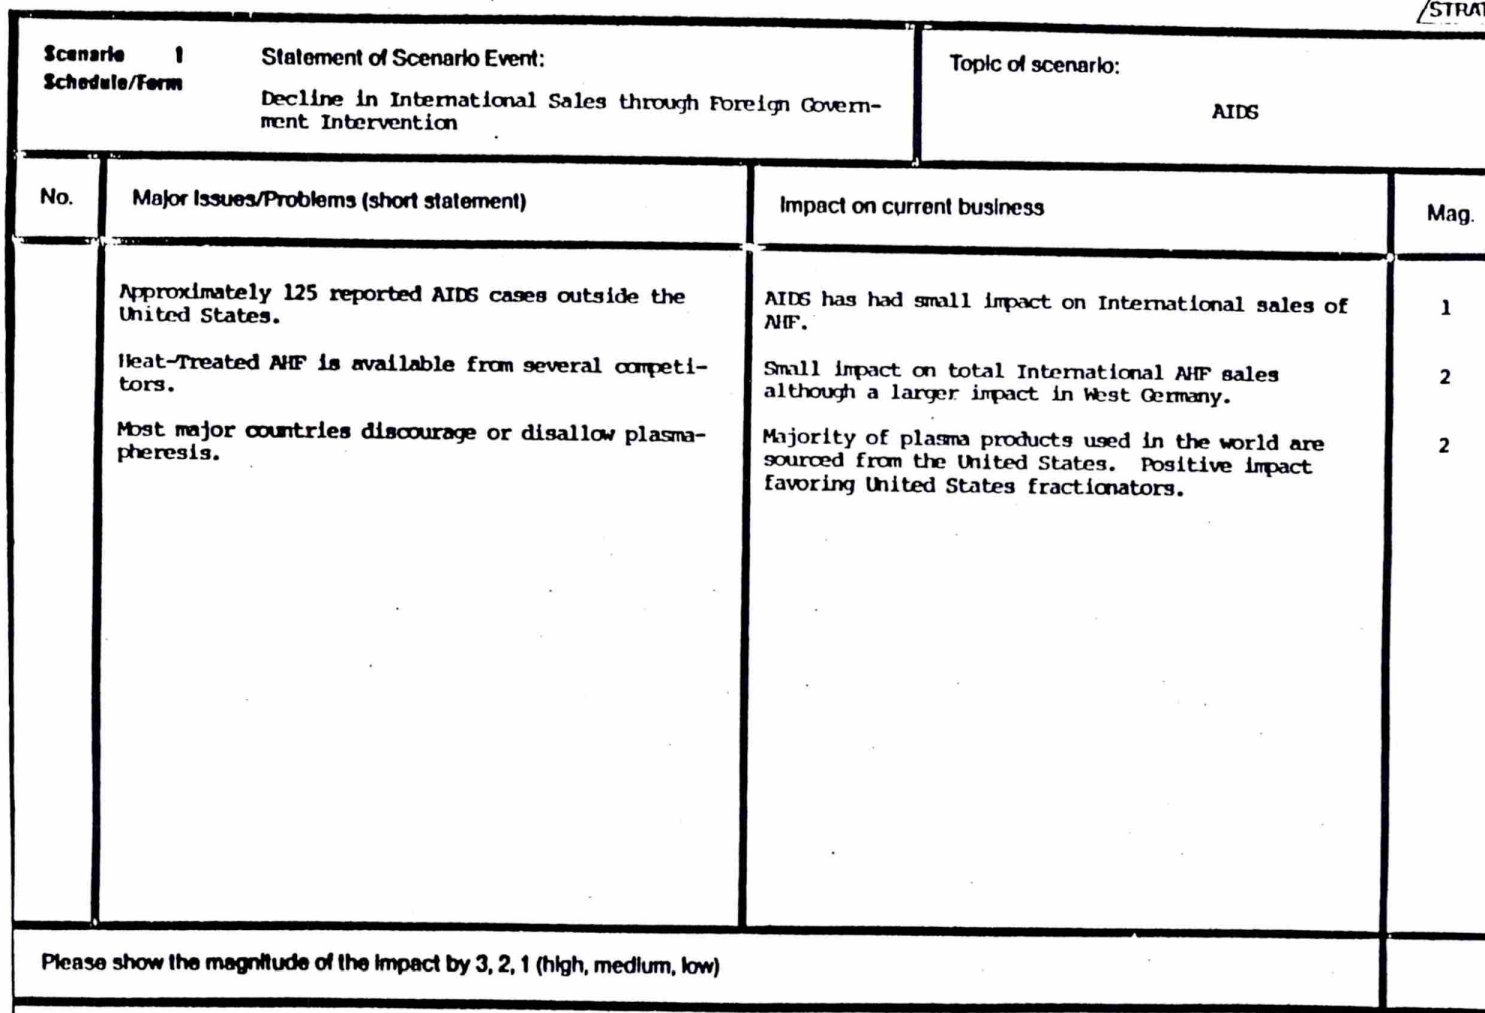 Scenario 1 Statement of Scenario Event: Topic of scenario:
Schedule/Form
Decline in International Sales through Foreign Govern-
ment Intervention
AIDS
No. Major Issues/Problems (short statement) Impact on current business Mag.
Approximately 125 reported AIDS cases outside the
United States.
AIDS has had small impact on International sales of
AHF.
1
Heat-Treated AHF is available from several competi-
tors.
Small impact on total International AHF sales
although a larger impact in West Germany.
2
Most major countries discourage or disallow plasma-
pheresis.
Majority of plasma products used in the world are
sourced from the United States. Positive impact
favoring United States fractionators.
2
Please show the magnitude of the impact by 3, 2, 1 (high, medium, low)